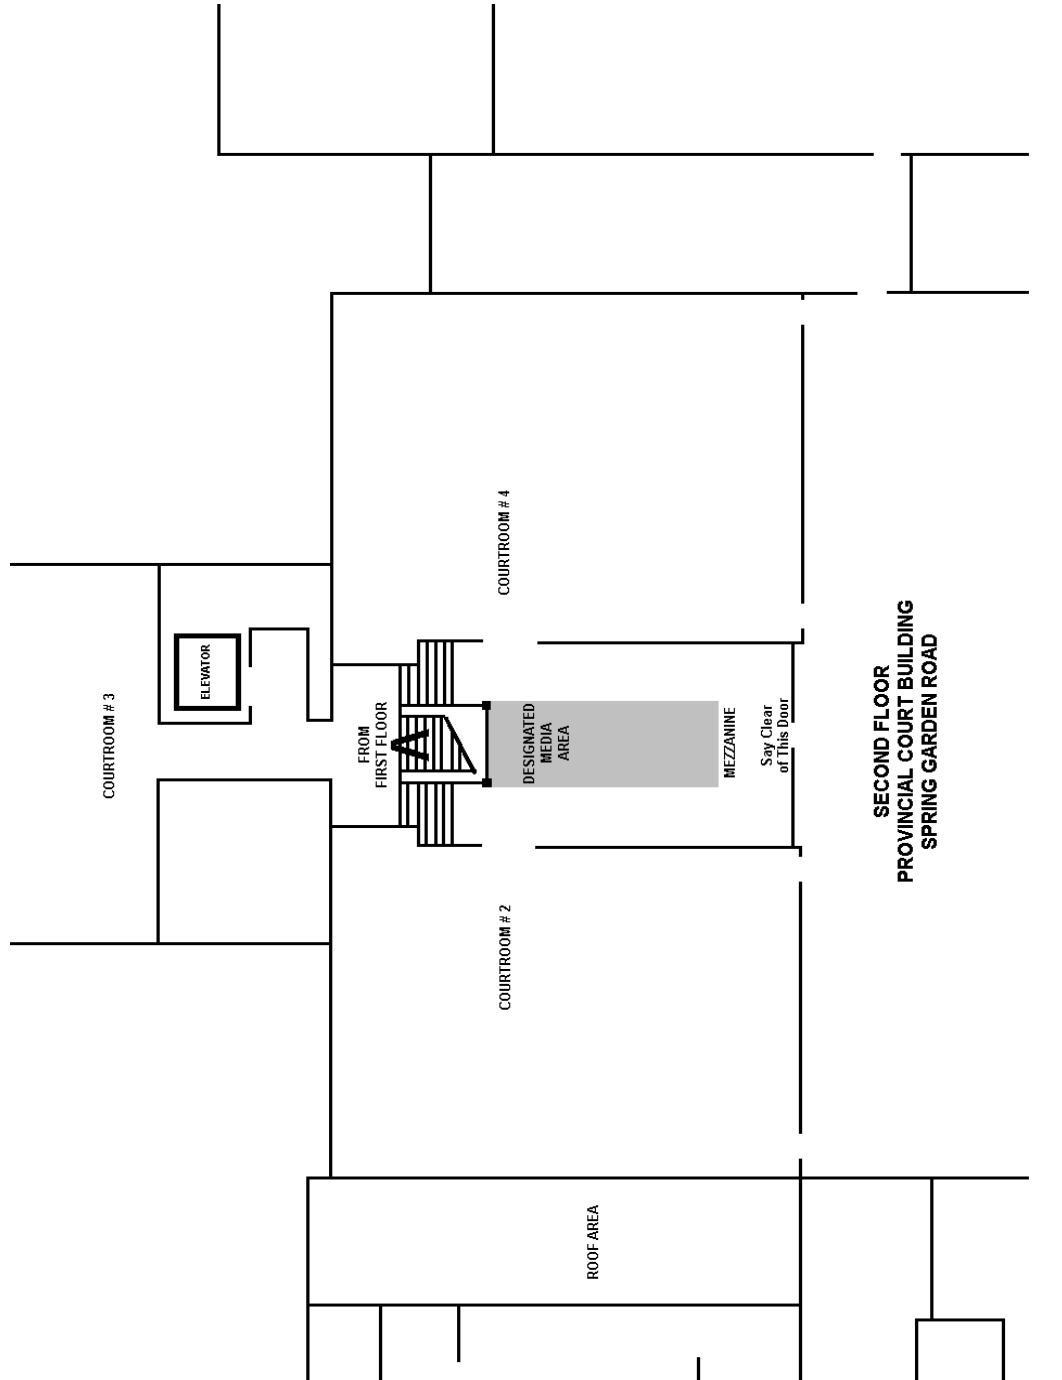 COURTROOM # 3
ELEVATOR
FROM
FIRST FLOOR
A
COURTROOM # 4
COURTROOM # 2
DESIGNATED
MEDIA
AREA
MEZZANINE
Say Clear
of This Door
ROOF AREA
SECOND FLOOR
PROVINCIAL COURT BUILDING
SPRING GARDEN ROAD